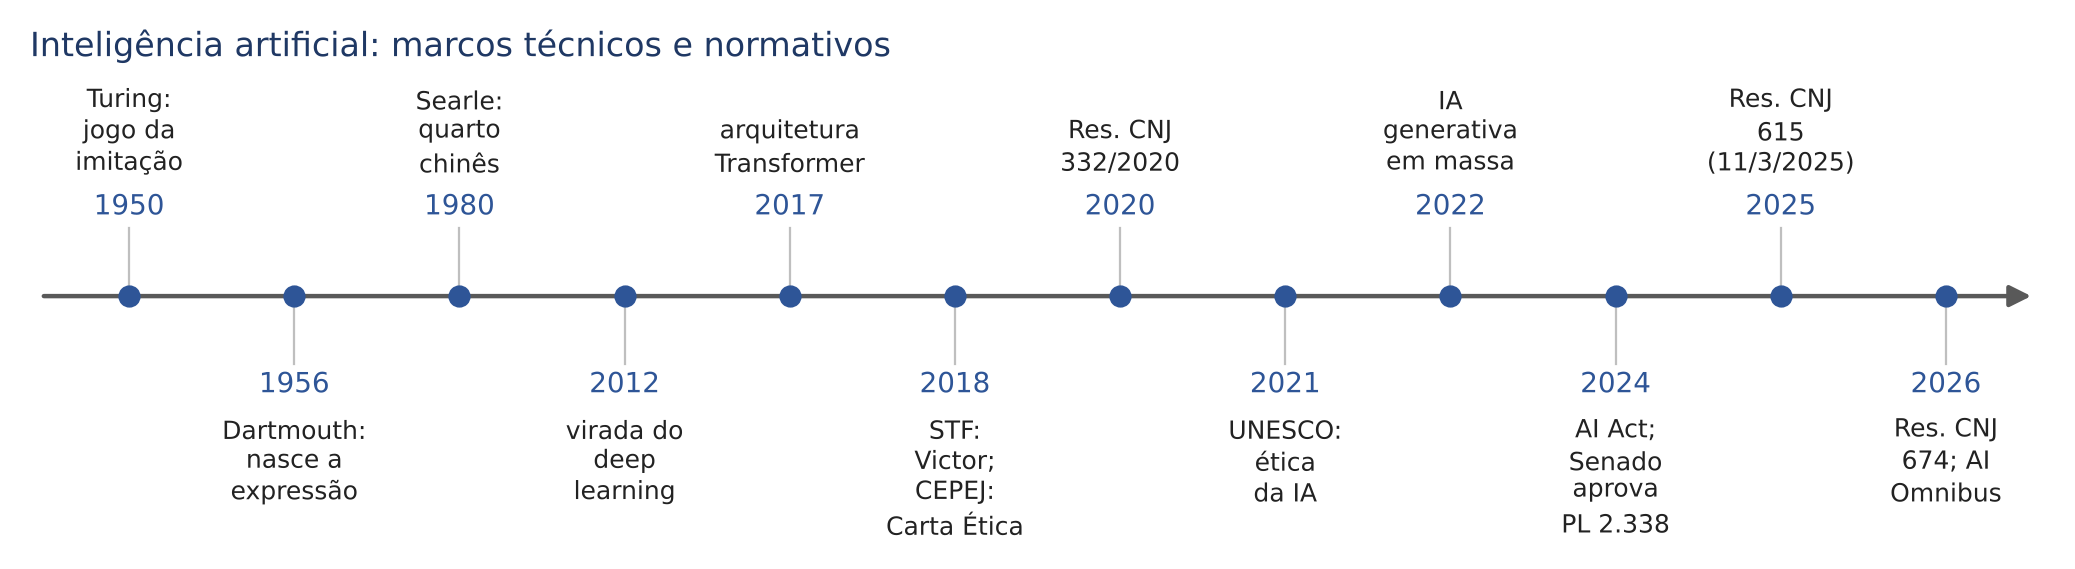 Inteligência artificial: marcos técnicos e normativos
Turing:
jogo da
imitação
1950
Dartmouth:
nasce a
expressão
1956
Searle:
quarto
chinês
1980
virada do
deep
learning
2012
arquitetura
Transformer
2017
STF:
Victor;
CEPEJ:
Carta Ética
2018
Res. CNJ
332/2020
2020
UNESCO:
ética
da IA
2021
IA
generativa
em massa
2022
AI Act;
Senado
aprova
PL 2.338
2024
Res. CNJ
615
(11/3/2025)
2025
Res. CNJ
674; AI
Omnibus
2026